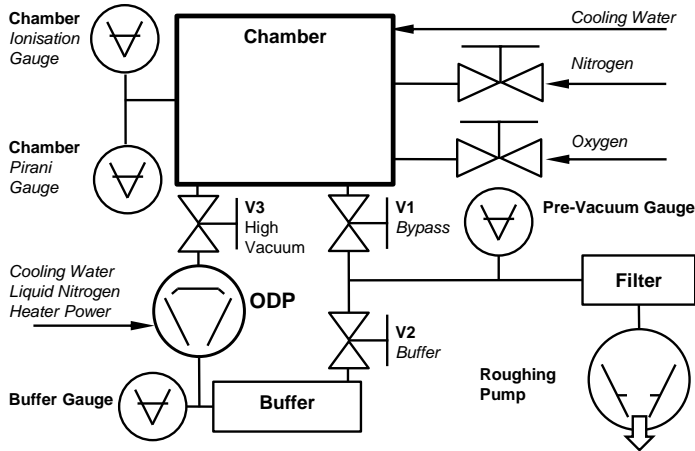 Chamber
Ionisation
Gauge
Chamber
Cooling Water
Nitrogen
Oxygen
Chamber
Pirani
Gauge
V3
High
Vacuum
V1
Bypass
Pre-Vacuum Gauge
Cooling Water
Liquid Nitrogen
Heater Power
ODP
Filter
V2
Buffer
Roughing
Pump
Buffer Gauge
Buffer